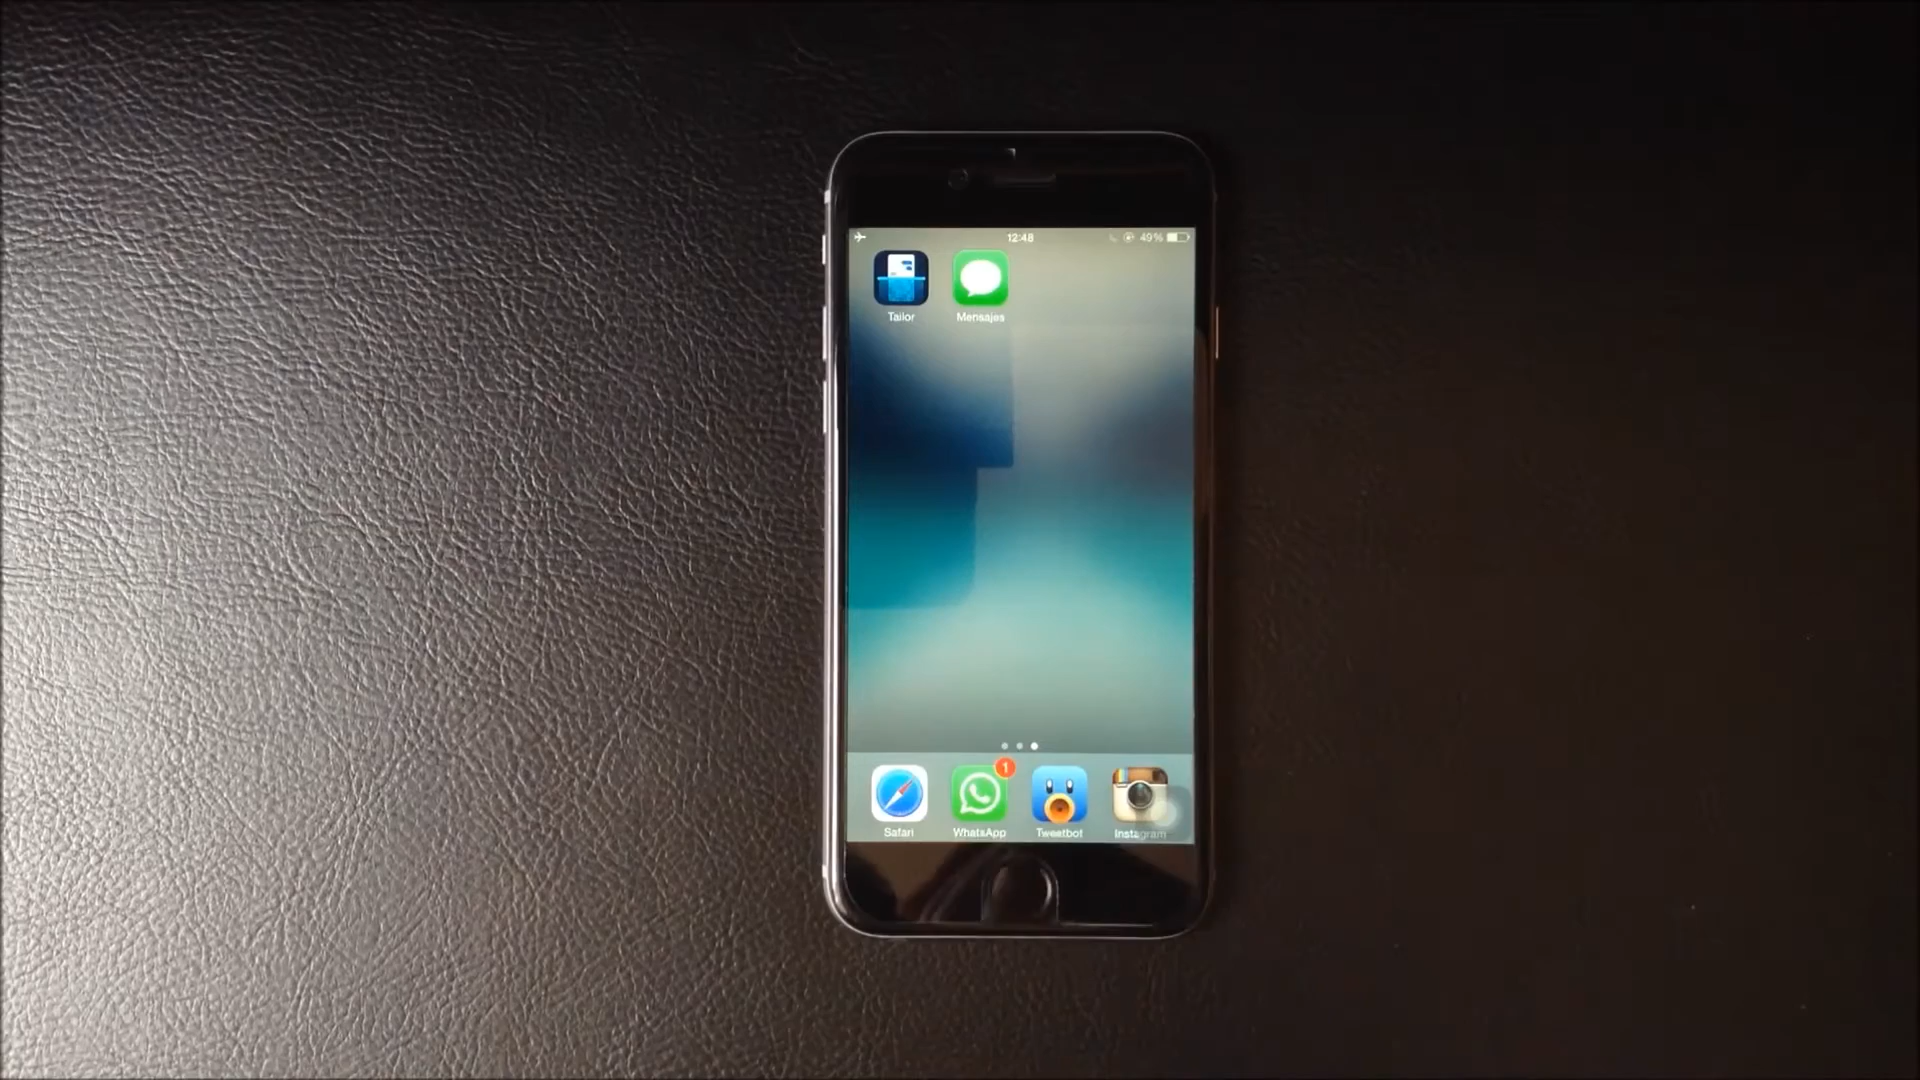 12:48
49%
Tailor
Mensajes
1
Safari
WhatsApp
Tweetbot
Instagram